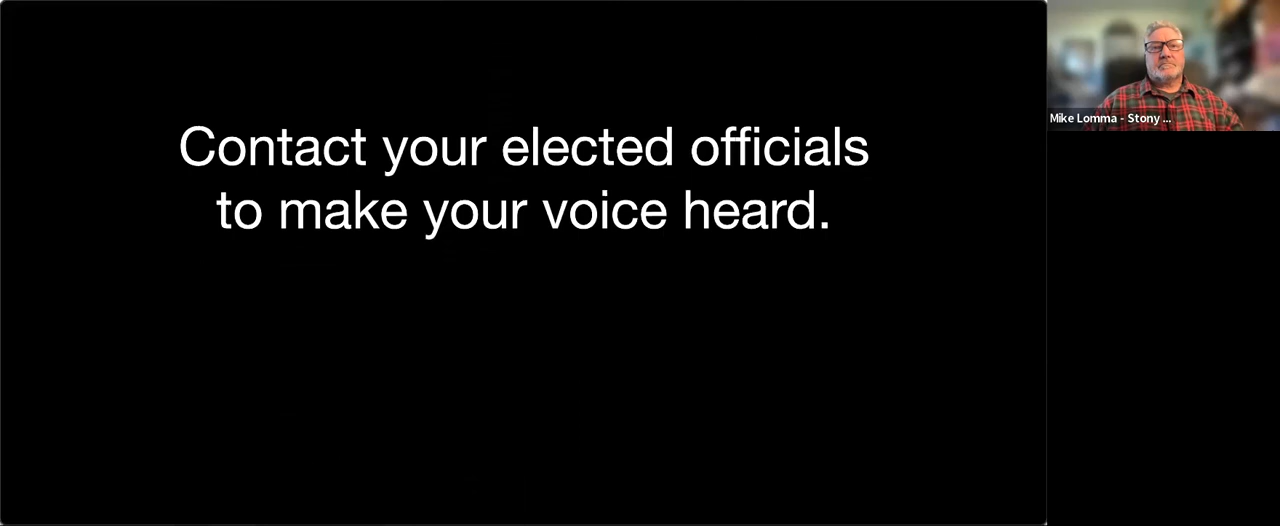 Contact your elected officials
to make your voice heard.
Mike Lomma - Stony ...